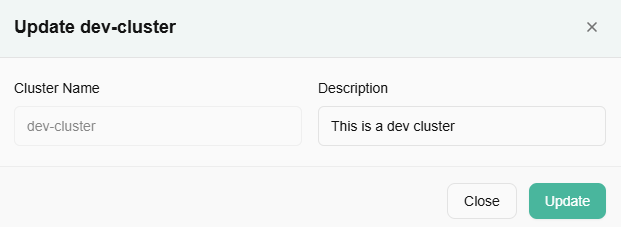 Update dev-cluster
Cluster Name
Description
dev-cluster
This is a dev cluster
Close
Update